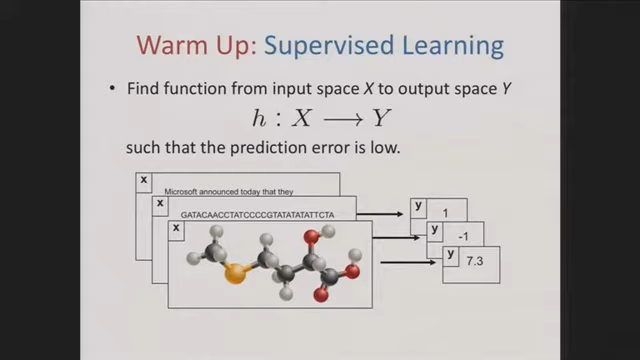 Warm Up: Supervised Learning
• Find function from input space X to output space Y
h : X ⟶ Y
such that the prediction error is low.
x
Microsoft announced today that they
x
GATACAACCTATCCCCGTATATATATTCTA
x
y
1
y
-1
y
7.3